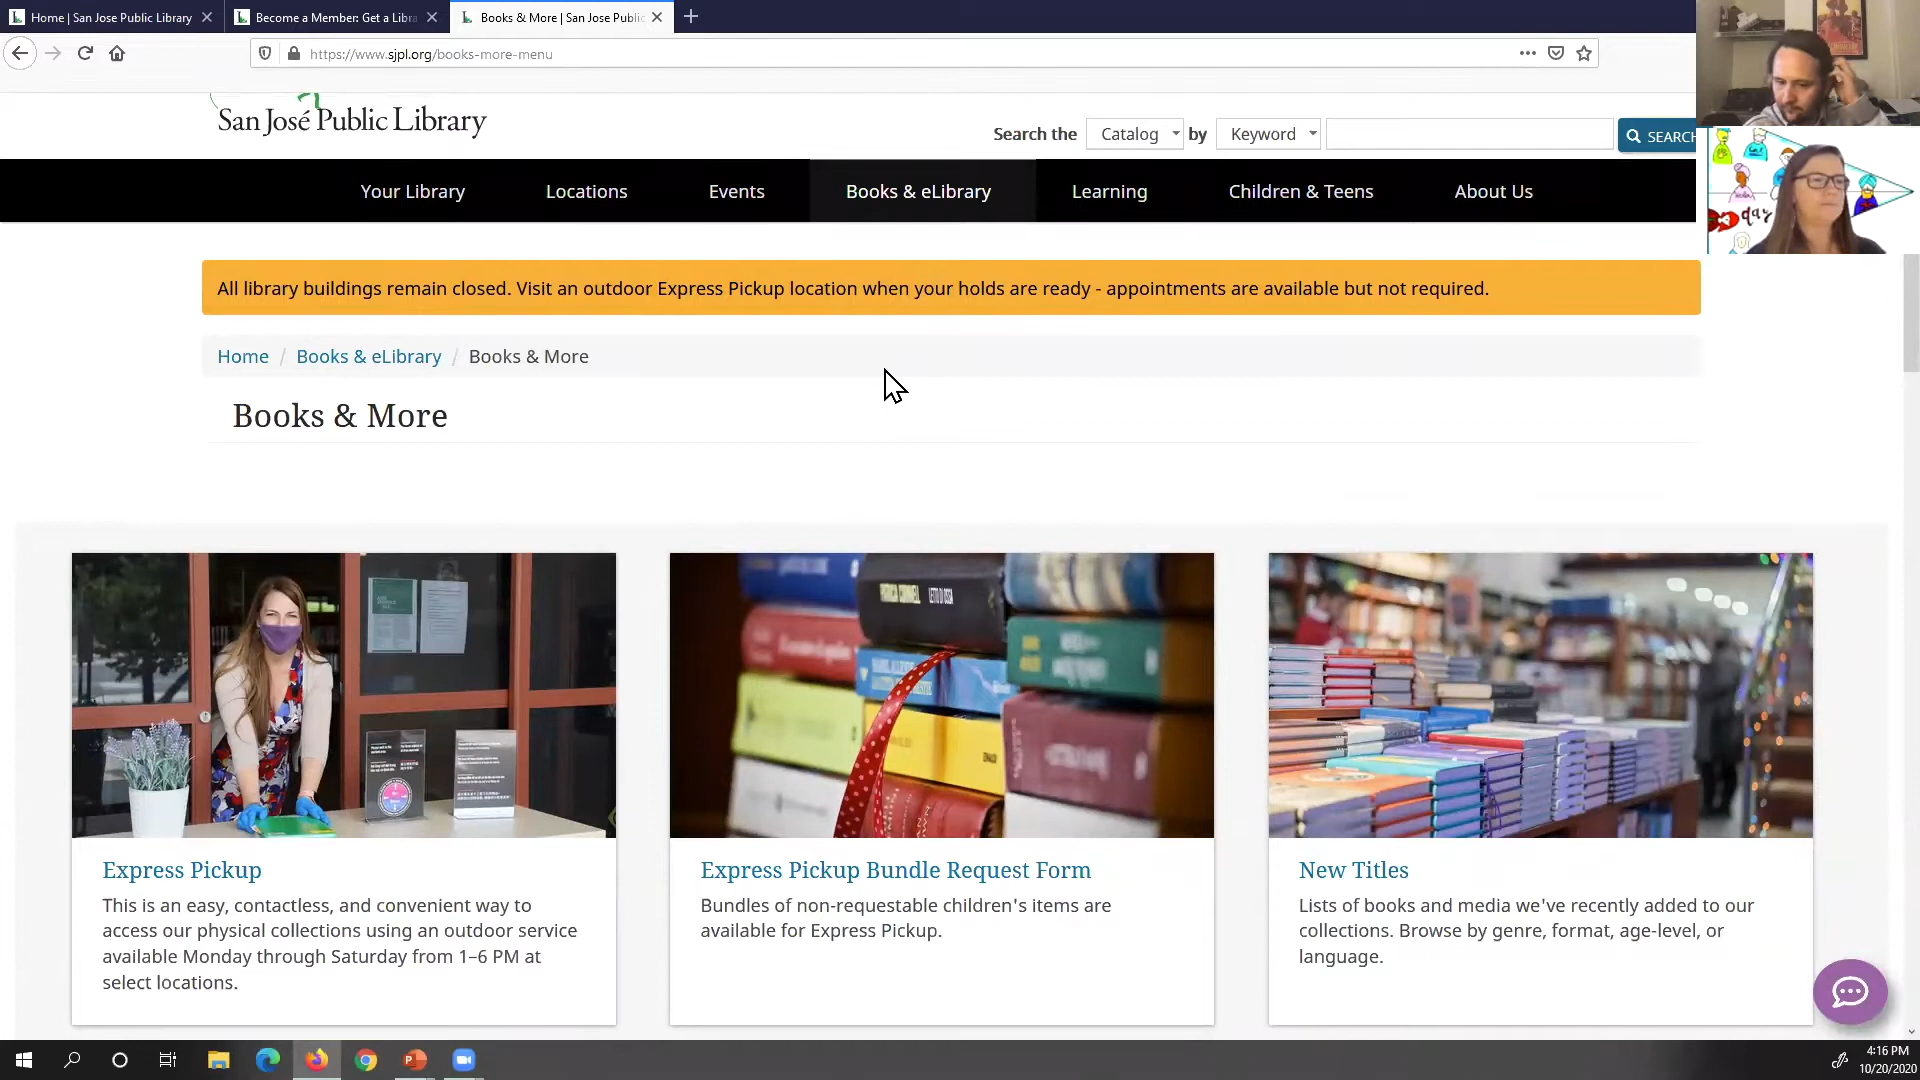 Home | San Jose Public Library
Become a Member: Get a Libra
Books & More | San Jose Public
https://www.sjpl.org/books-more-menu
San José Public Library
Search the Catalog by Keyword SEARCH
Your Library Locations Events Books & eLibrary Learning Children & Teens About Us
day
All library buildings remain closed. Visit an outdoor Express Pickup location when your holds are ready - appointments are available but not required.
Home / Books & eLibrary / Books & More
Books & More
Express Pickup
This is an easy, contactless, and convenient way to
access our physical collections using an outdoor service
available Monday through Saturday from 1–6 PM at
select locations.
Express Pickup Bundle Request Form
Bundles of non-requestable children's items are
available for Express Pickup.
New Titles
Lists of books and media we've recently added to our
collections. Browse by genre, format, age-level, or
language.
4:16 PM
10/20/2020